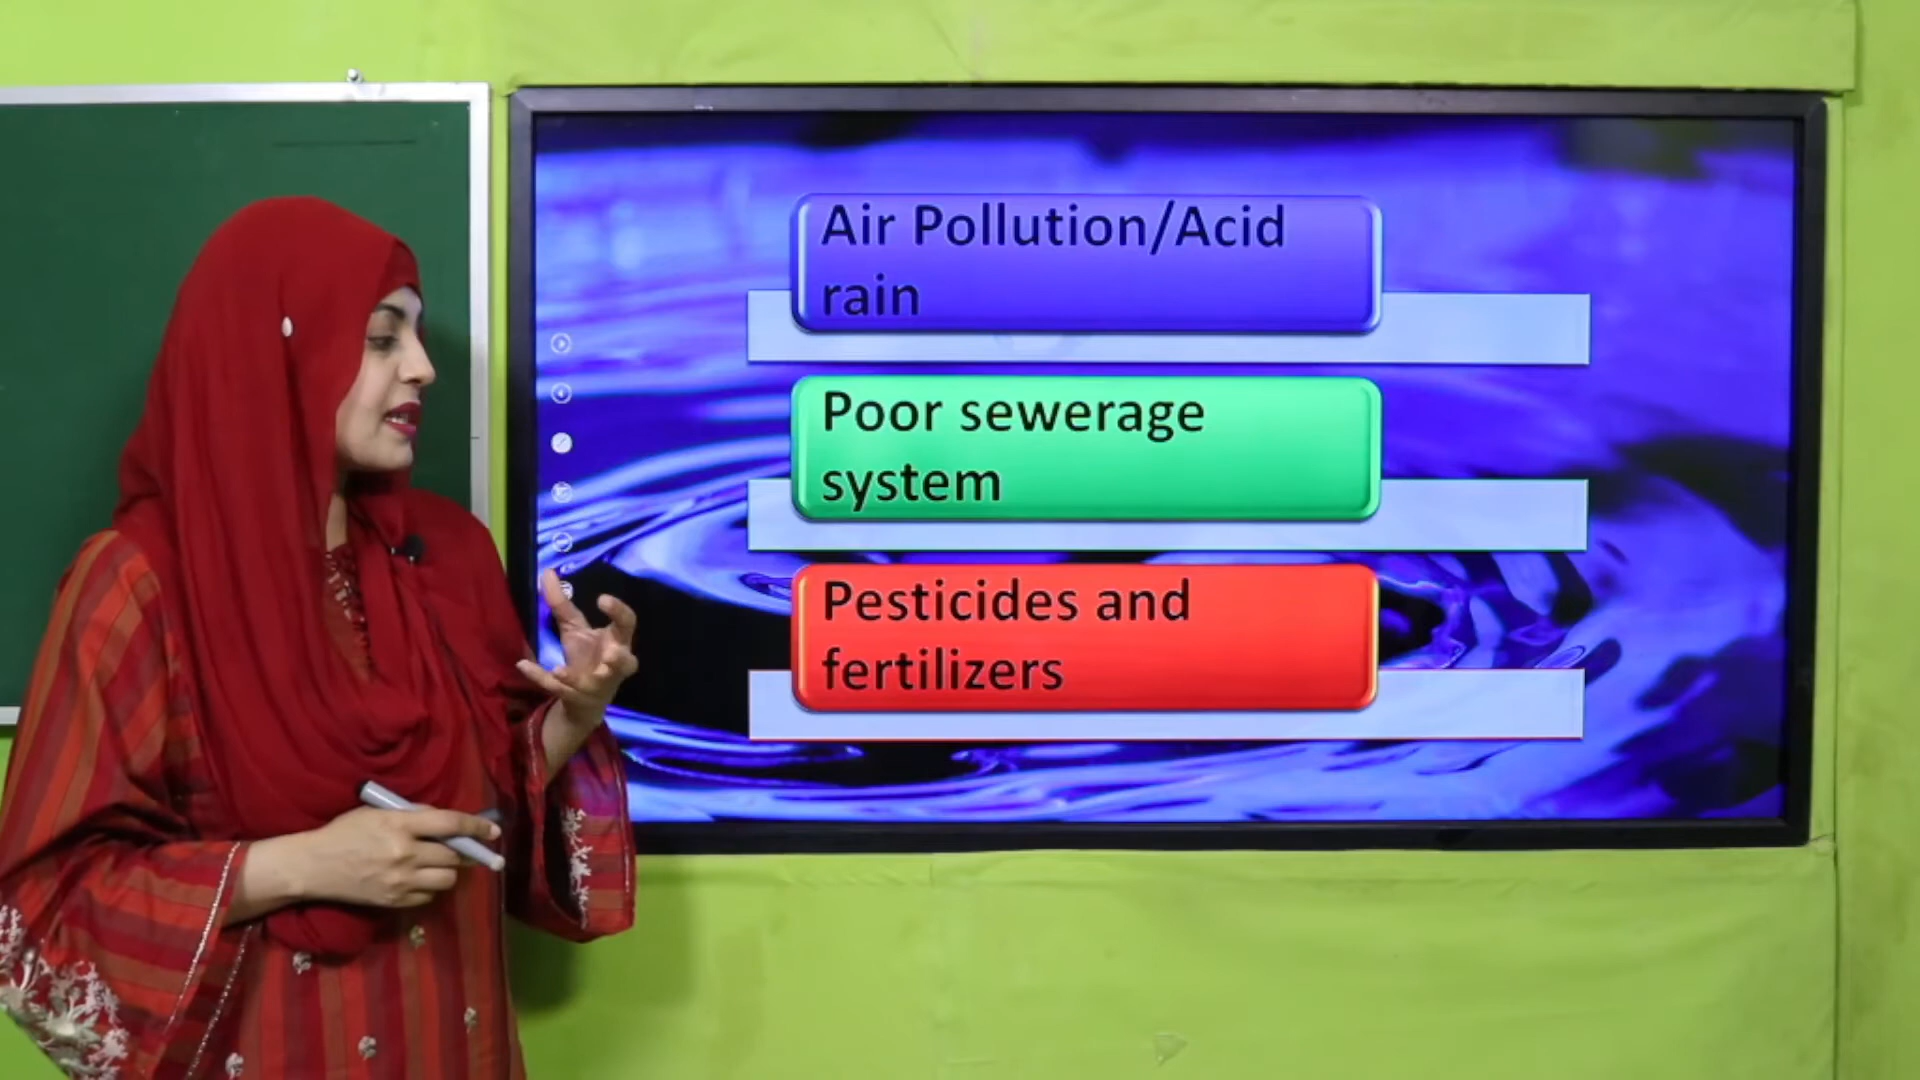 Air Pollution/Acid
rain
Poor sewerage
system
Pesticides and
fertilizers